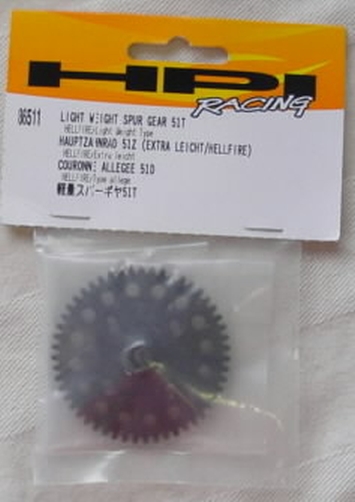 HPI
RACING
86511
LIGHT WEIGHT SPUR GEAR 51T
HELLFIRE/Light Weight Type
HAUPTZAHNRAD 51Z (EXTRA LEICHT/HELLFIRE)
HELLFIRE/Extra leicht
COURONNE ALLEGEE 51D
HELLFIRE/Type allege
軽量スパーギヤ51T